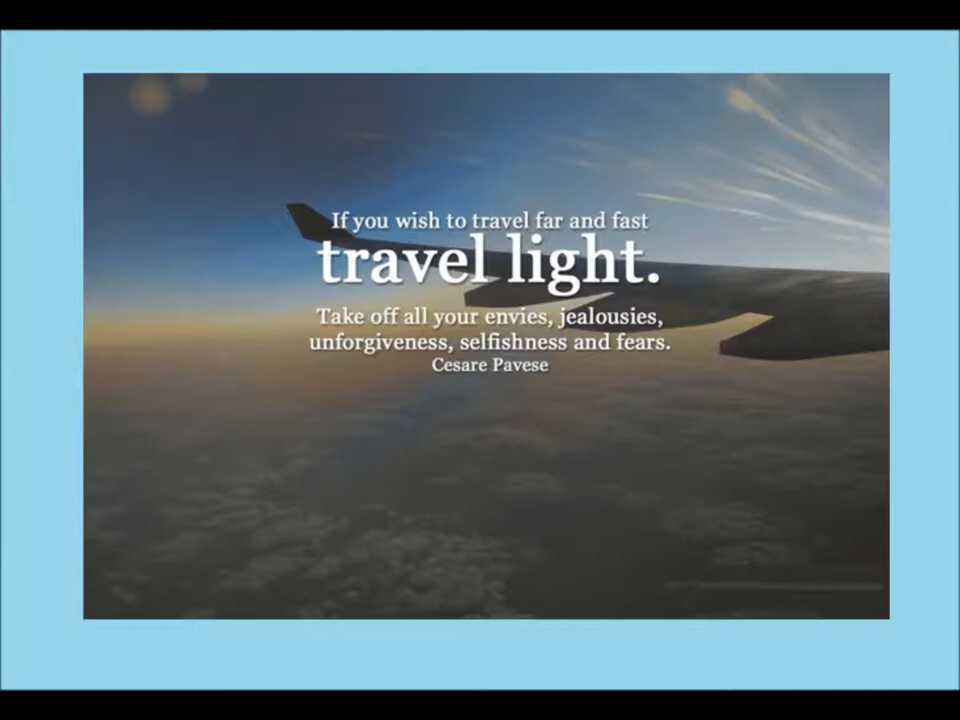 If you wish to travel far and fast
travel light.
Take off all your envies, jealousies,
unforgiveness, selfishness and fears.
Cesare Pavese